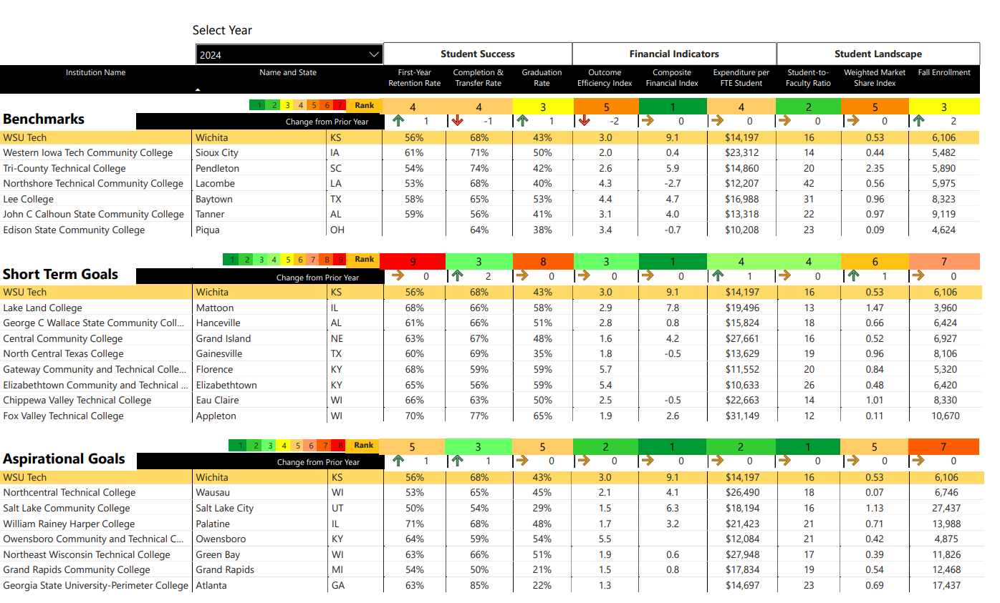 Select Year
2024 Student Success Financial Indicators Student Landscape
Institution Name Name and State First-Year Retention Rate Completion & Transfer Rate Graduation Rate Outcome Efficiency Index Composite Financial Index Expenditure per FTE Student Student-to-Faculty Ratio Weighted Market Share Index Fall Enrollment
1 2 3 4 5 6 7 Rank 4 4 3 5 1 4 2 5 3
Benchmarks Change from Prior Year 1 -1 1 -2 0 0 0 0 2
WSU Tech Wichita KS 56% 68% 43% 3.0 9.1 $14,197 16 0.53 6,106
Western Iowa Tech Community College Sioux City IA 61% 71% 50% 2.0 0.4 $23,312 14 0.44 5,482
Tri-County Technical College Pendleton SC 54% 74% 42% 2.6 5.9 $14,860 20 2.35 5,890
Northshore Technical Community College Lacombe LA 53% 68% 40% 4.3 -2.7 $12,207 42 0.56 5,975
Lee College Baytown TX 58% 65% 53% 4.4 4.7 $16,988 31 0.96 8,323
John C Calhoun State Community College Tanner AL 59% 56% 41% 3.1 4.0 $13,318 22 0.97 9,119
Edison State Community College Piqua OH 64% 38% 3.4 -0.7 $10,208 23 0.09 4,624
1 2 3 4 5 6 7 8 9 Rank 9 3 8 3 1 4 4 6 7
Short Term Goals Change from Prior Year 0 2 0 0 0 1 0 1 0
WSU Tech Wichita KS 56% 68% 43% 3.0 9.1 $14,197 16 0.53 6,106
Lake Land College Mattoon IL 68% 66% 58% 2.9 7.8 $19,496 13 1.47 3,960
George C Wallace State Community Coll... Hanceville AL 61% 66% 51% 2.8 0.8 $15,824 18 0.66 6,424
Central Community College Grand Island NE 63% 67% 48% 1.6 4.2 $27,661 16 0.52 6,927
North Central Texas College Gainesville TX 60% 69% 35% 1.8 -0.5 $13,629 19 0.96 8,106
Gateway Community and Technical Colle... Florence KY 68% 59% 59% 5.7 $11,552 20 0.84 5,320
Elizabethtown Community and Technical ... Elizabethtown KY 65% 56% 59% 5.4 $10,633 26 0.48 6,420
Chippewa Valley Technical College Eau Claire WI 66% 63% 50% 2.5 -0.5 $22,663 14 1.01 8,330
Fox Valley Technical College Appleton WI 70% 77% 65% 1.9 2.6 $31,149 12 0.11 10,670
1 2 3 4 5 6 7 8 Rank 5 3 5 2 1 2 1 5 7
Aspirational Goals Change from Prior Year 1 1 0 0 0 0 0 0 0
WSU Tech Wichita KS 56% 68% 43% 3.0 9.1 $14,197 16 0.53 6,106
Northcentral Technical College Wausau WI 53% 65% 45% 2.1 4.1 $26,490 18 0.07 6,746
Salt Lake Community College Salt Lake City UT 50% 54% 29% 1.5 6.3 $18,194 16 1.13 27,437
William Rainey Harper College Palatine IL 71% 68% 48% 1.7 3.2 $21,423 21 0.71 13,988
Owensboro Community and Technical C... Owensboro KY 64% 59% 54% 5.5 $12,084 21 0.42 4,875
Northeast Wisconsin Technical College Green Bay WI 63% 66% 51% 1.9 0.6 $27,948 17 0.39 11,826
Grand Rapids Community College Grand Rapids MI 54% 50% 21% 1.5 0.8 $17,834 19 0.54 12,468
Georgia State University-Perimeter College Atlanta GA 63% 85% 22% 1.3 $14,697 23 0.69 17,437